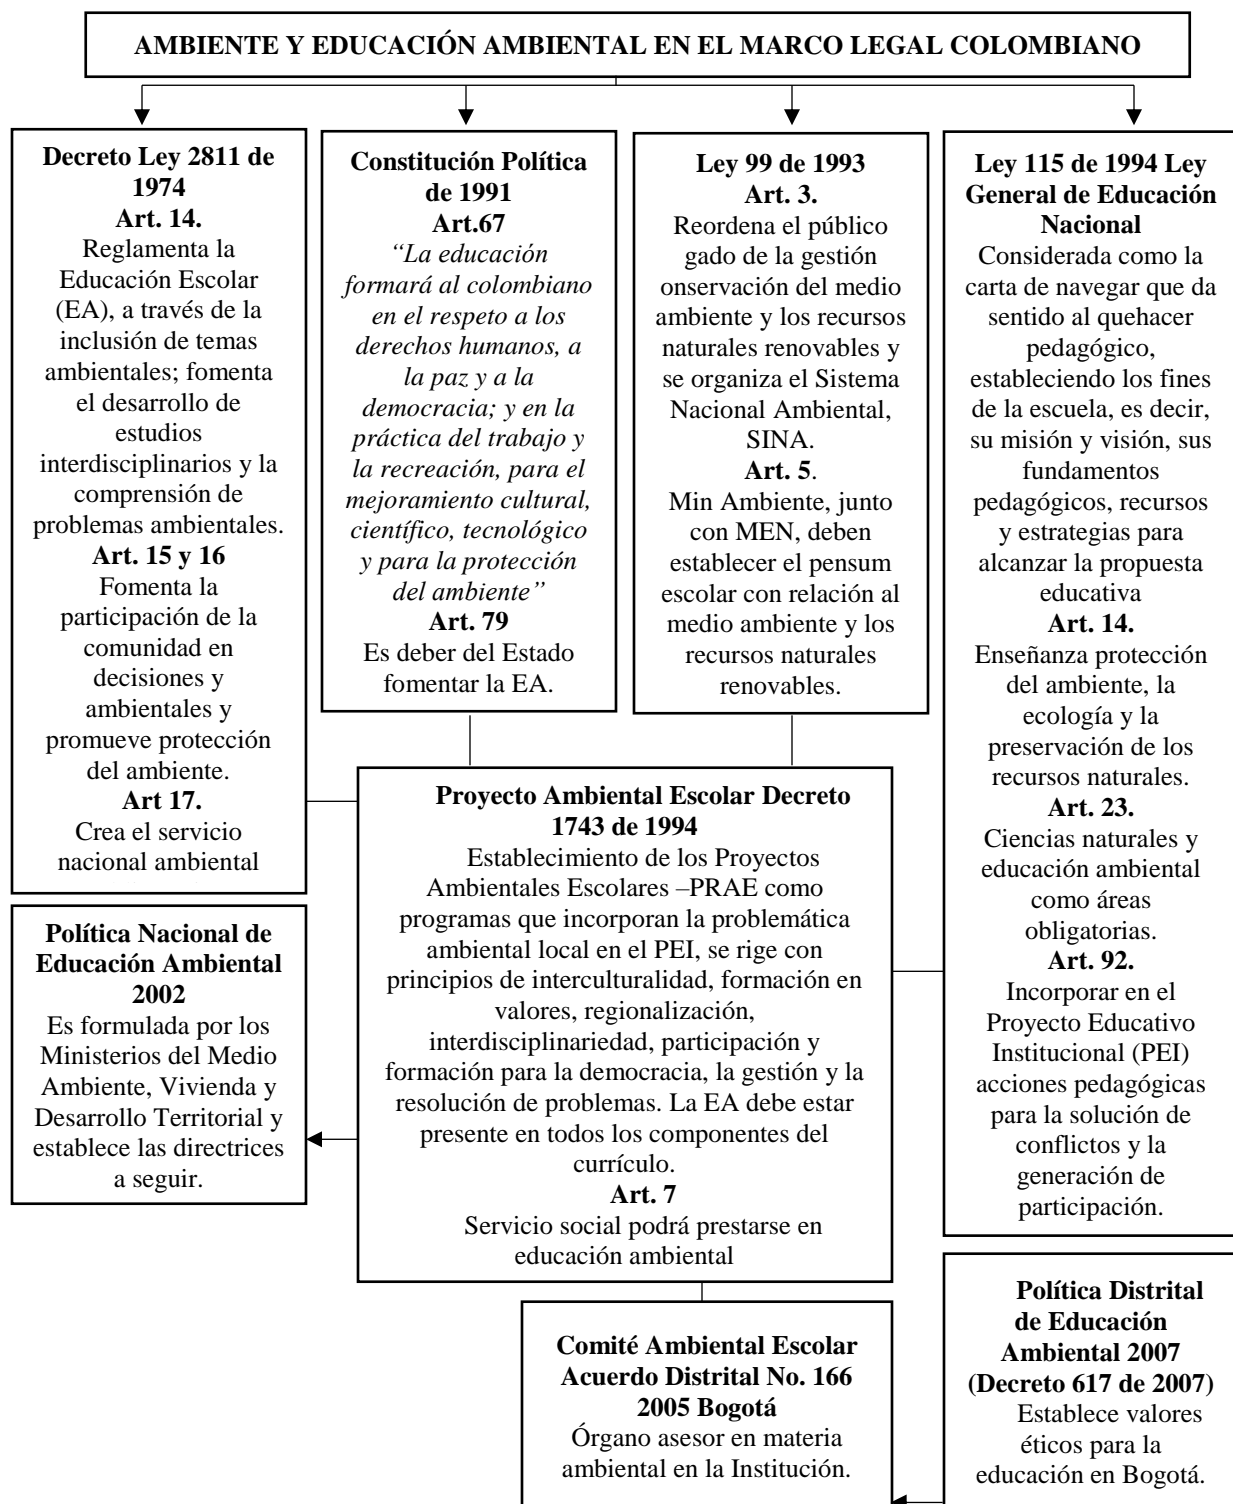 AMBIENTE Y EDUCACIÓN AMBIENTAL EN EL MARCO LEGAL COLOMBIANO
Decreto Ley 2811 de
1974
Art. 14.
Reglamenta la
Educación Escolar
(EA), a través de la
inclusión de temas
ambientales; fomenta
el desarrollo de
estudios
interdisciplinarios y la
comprensión de
problemas ambientales.
Art. 15 y 16
Fomenta la
participación de la
comunidad en
decisiones y
ambientales y
promueve protección
del ambiente.
Art 17.
Crea el servicio
nacional ambiental
Constitución Política
de 1991
Art.67
“La educación
formará al colombiano
en el respeto a los
derechos humanos, a
la paz y a la
democracia; y en la
práctica del trabajo y
la recreación, para el
mejoramiento cultural,
científico, tecnológico
y para la protección
del ambiente”
Art. 79
Es deber del Estado
fomentar la EA.
Ley 99 de 1993
Art. 3.
Reordena el público
gado de la gestión
onservación del medio
ambiente y los recursos
naturales renovables y
se organiza el Sistema
Nacional Ambiental,
SINA.
Art. 5.
Min Ambiente, junto
con MEN, deben
establecer el pensum
escolar con relación al
medio ambiente y los
recursos naturales
renovables.
Ley 115 de 1994 Ley
General de Educación
Nacional
Considerada como la
carta de navegar que da
sentido al quehacer
pedagógico,
estableciendo los fines
de la escuela, es decir,
su misión y visión, sus
fundamentos
pedagógicos, recursos
y estrategias para
alcanzar la propuesta
educativa
Art. 14.
Enseñanza protección
del ambiente, la
ecología y la
preservación de los
recursos naturales.
Art. 23.
Ciencias naturales y
educación ambiental
como áreas
obligatorias.
Art. 92.
Incorporar en el
Proyecto Educativo
Institucional (PEI)
acciones pedagógicas
para la solución de
conflictos y la
generación de
participación.
Proyecto Ambiental Escolar Decreto
1743 de 1994
Establecimiento de los Proyectos
Ambientales Escolares –PRAE como
programas que incorporan la problemática
ambiental local en el PEI, se rige con
principios de interculturalidad, formación en
valores, regionalización,
interdisciplinariedad, participación y
formación para la democracia, la gestión y la
resolución de problemas. La EA debe estar
presente en todos los componentes del
currículo.
Art. 7
Servicio social podrá prestarse en
educación ambiental
Política Nacional de
Educación Ambiental
2002
Es formulada por los
Ministerios del Medio
Ambiente, Vivienda y
Desarrollo Territorial y
establece las directrices
a seguir.
Comité Ambiental Escolar
Acuerdo Distrital No. 166
2005 Bogotá
Órgano asesor en materia
ambiental en la Institución.
Política Distrital
de Educación
Ambiental 2007
(Decreto 617 de 2007)
Establece valores
éticos para la
educación en Bogotá.